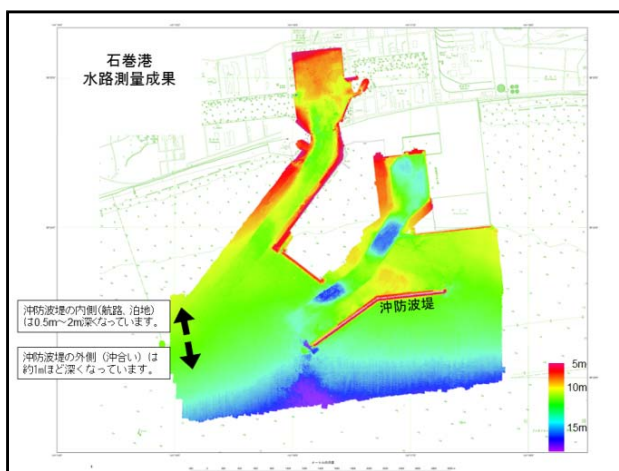 石巻港
水路測量成果
沖防波堤の内側(航路、泊地)
は0.5m～2m深くなっています。
沖防波堤の外側（沖合い）は
約1mほど深くなっています。
沖防波堤
5m
10m
15m